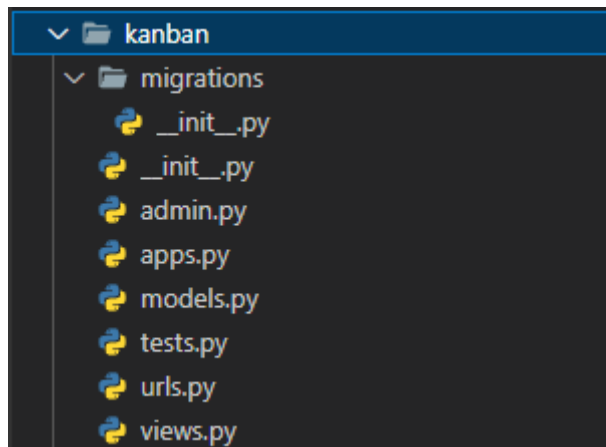 kanban
migrations
__init__.py
__init__.py
admin.py
apps.py
models.py
tests.py
urls.py
views.py